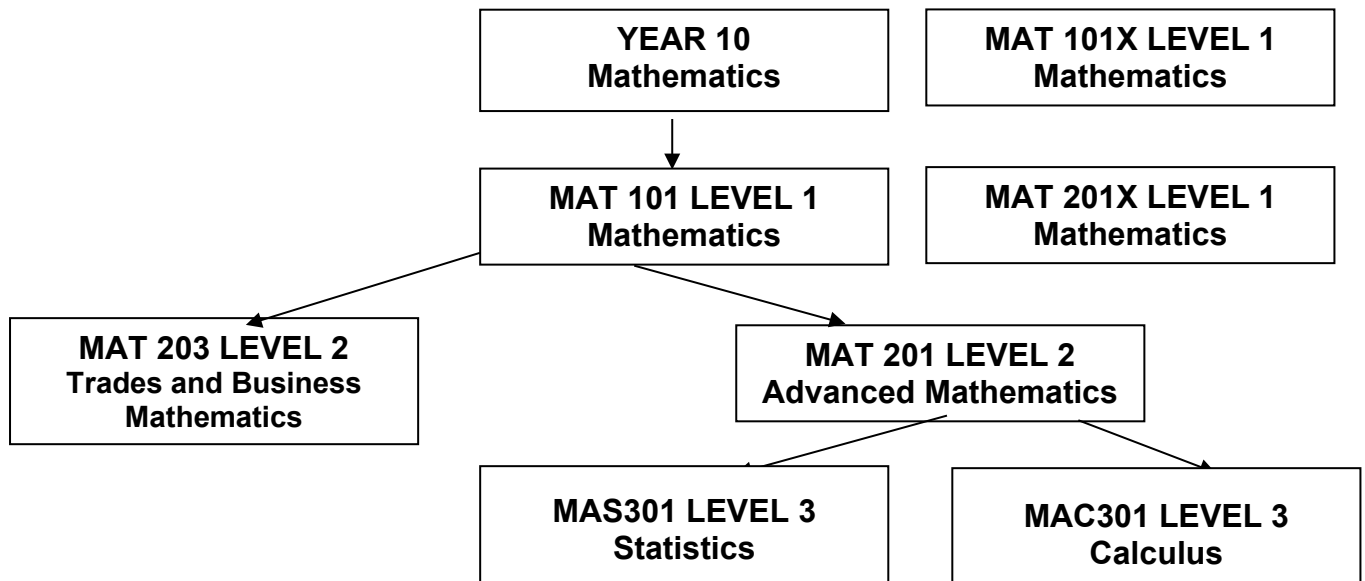 YEAR 10
Mathematics
MAT 101X LEVEL 1
Mathematics
MAT 101 LEVEL 1
Mathematics
MAT 201X LEVEL 1
Mathematics
MAT 203 LEVEL 2
Trades and Business
Mathematics
MAT 201 LEVEL 2
Advanced Mathematics
MAS301 LEVEL 3
Statistics
MAC301 LEVEL 3
Calculus